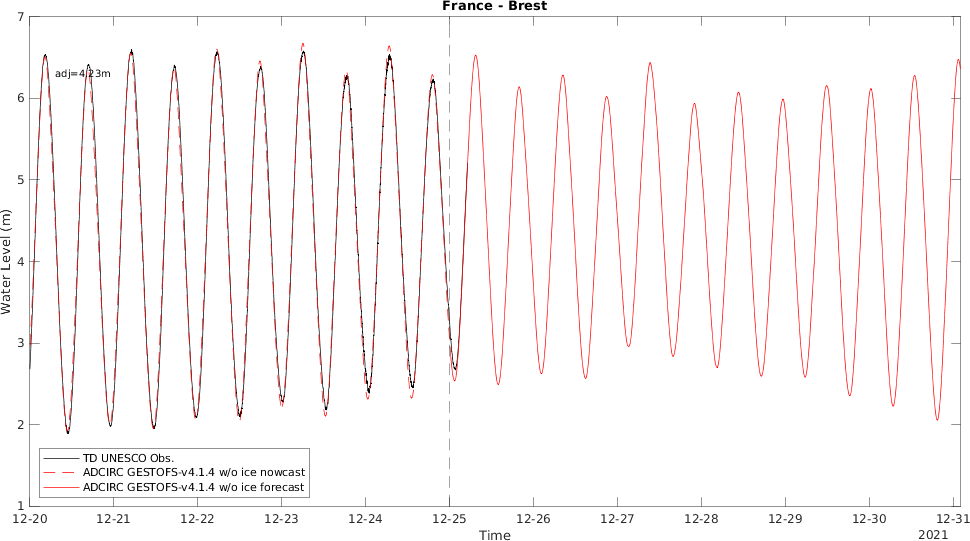 France - Brest
adj=4.23m
Water Level (m)
7
6
5
4
3
2
1
TD UNESCO Obs.
ADCIRC GESTOFS-v4.1.4 w/o ice nowcast
ADCIRC GESTOFS-v4.1.4 w/o ice forecast
12-20 12-21 12-22 12-23 12-24 12-25 12-26 12-27 12-28 12-29 12-30 12-31
Time
2021